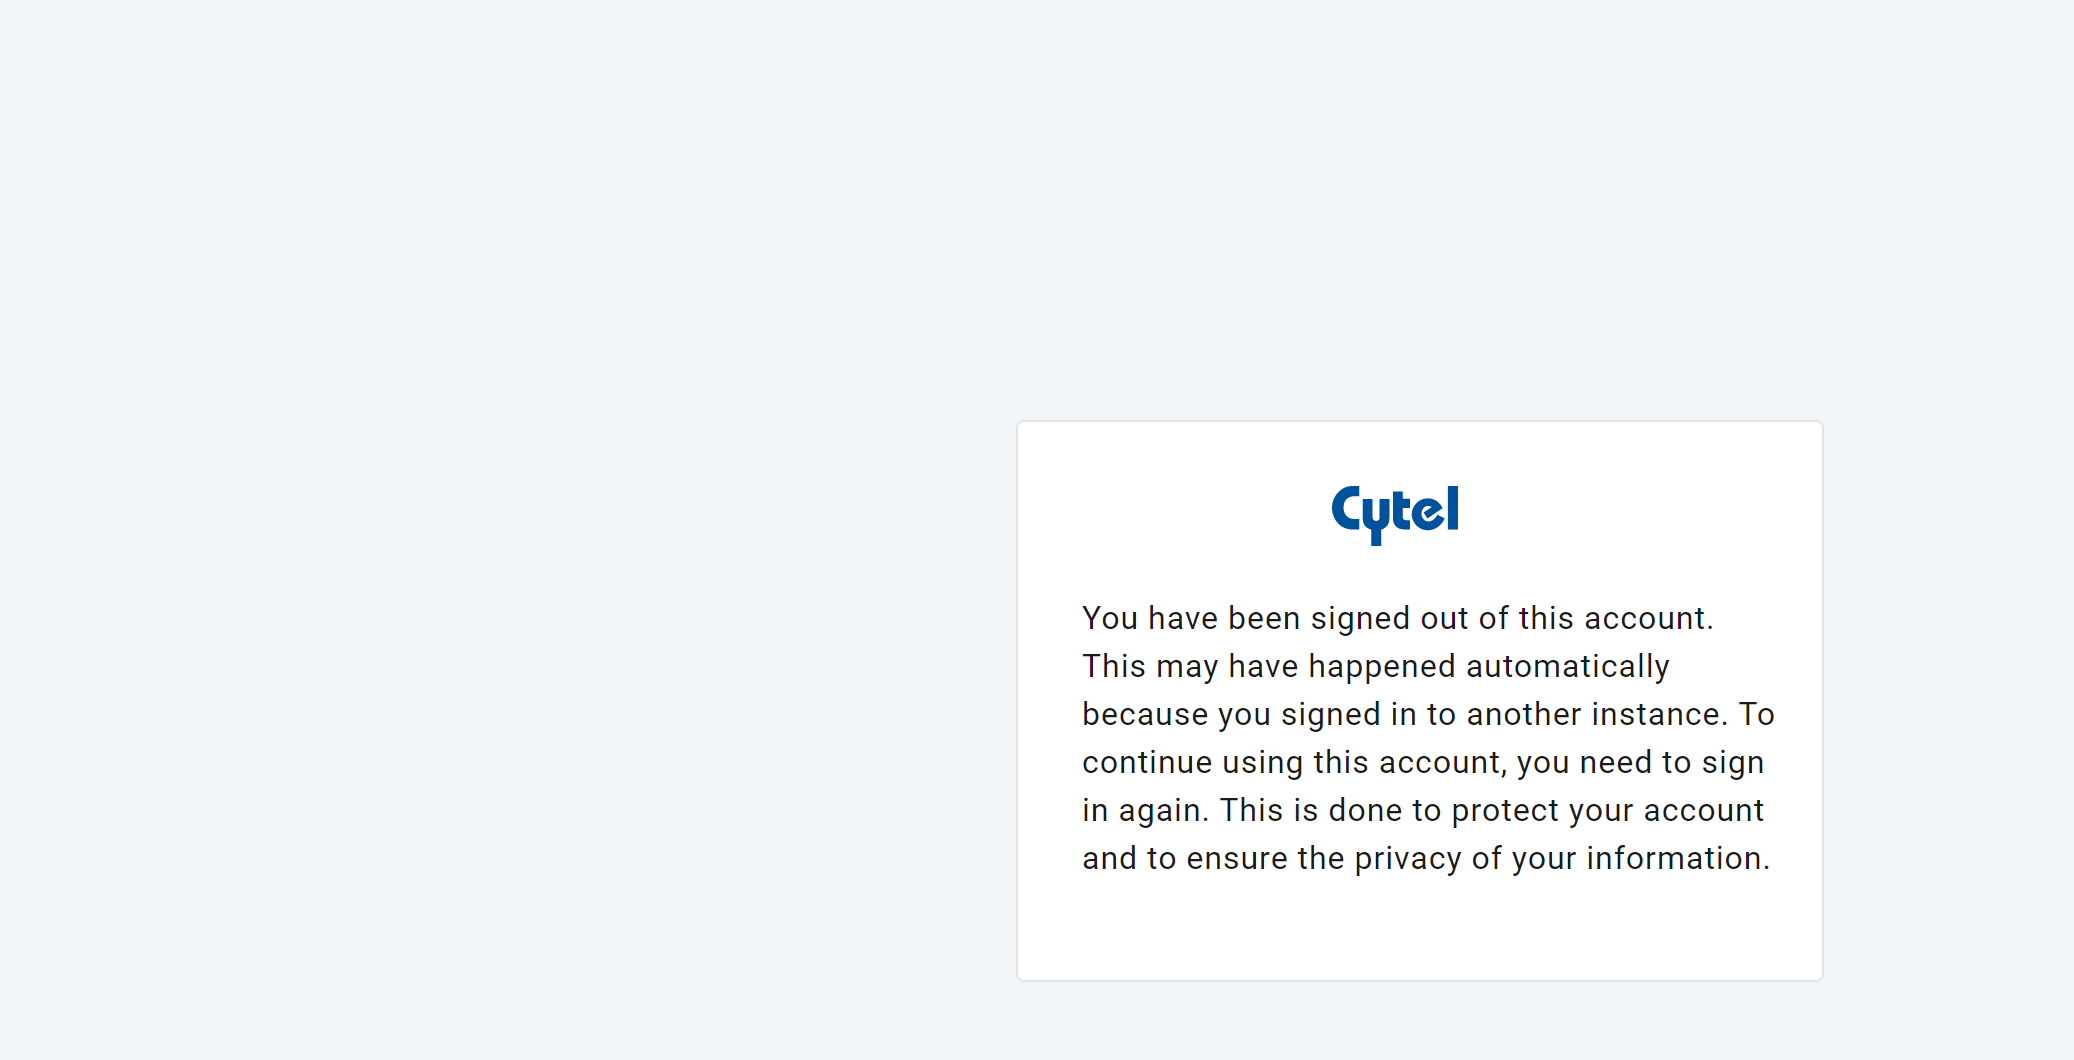 Cytel
You have been signed out of this account.
This may have happened automatically
because you signed in to another instance. To
continue using this account, you need to sign
in again. This is done to protect your account
and to ensure the privacy of your information.